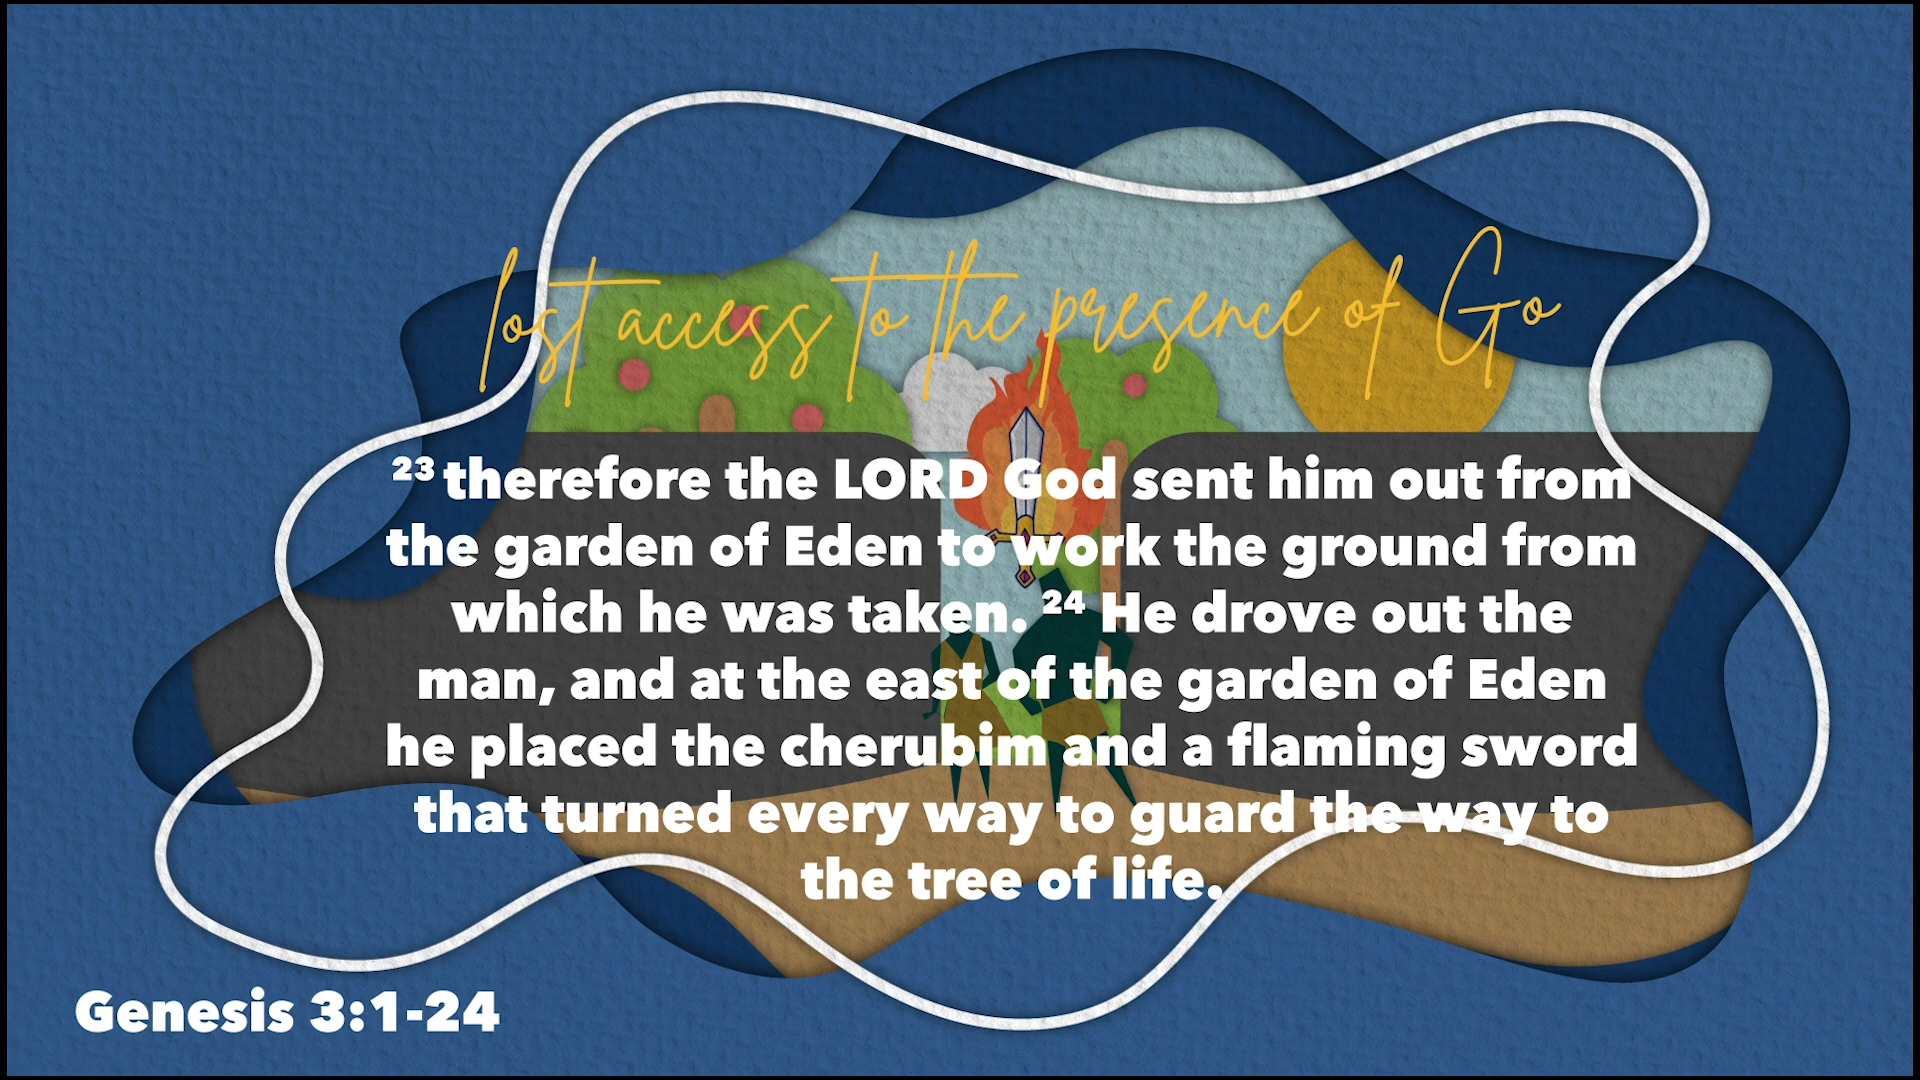 lost access to the presence of Go
²³ therefore the LORD God sent him out from
the garden of Eden to work the ground from
which he was taken. ²⁴ He drove out the
man, and at the east of the garden of Eden
he placed the cherubim and a flaming sword
that turned every way to guard the way to
the tree of life.
Genesis 3:1-24